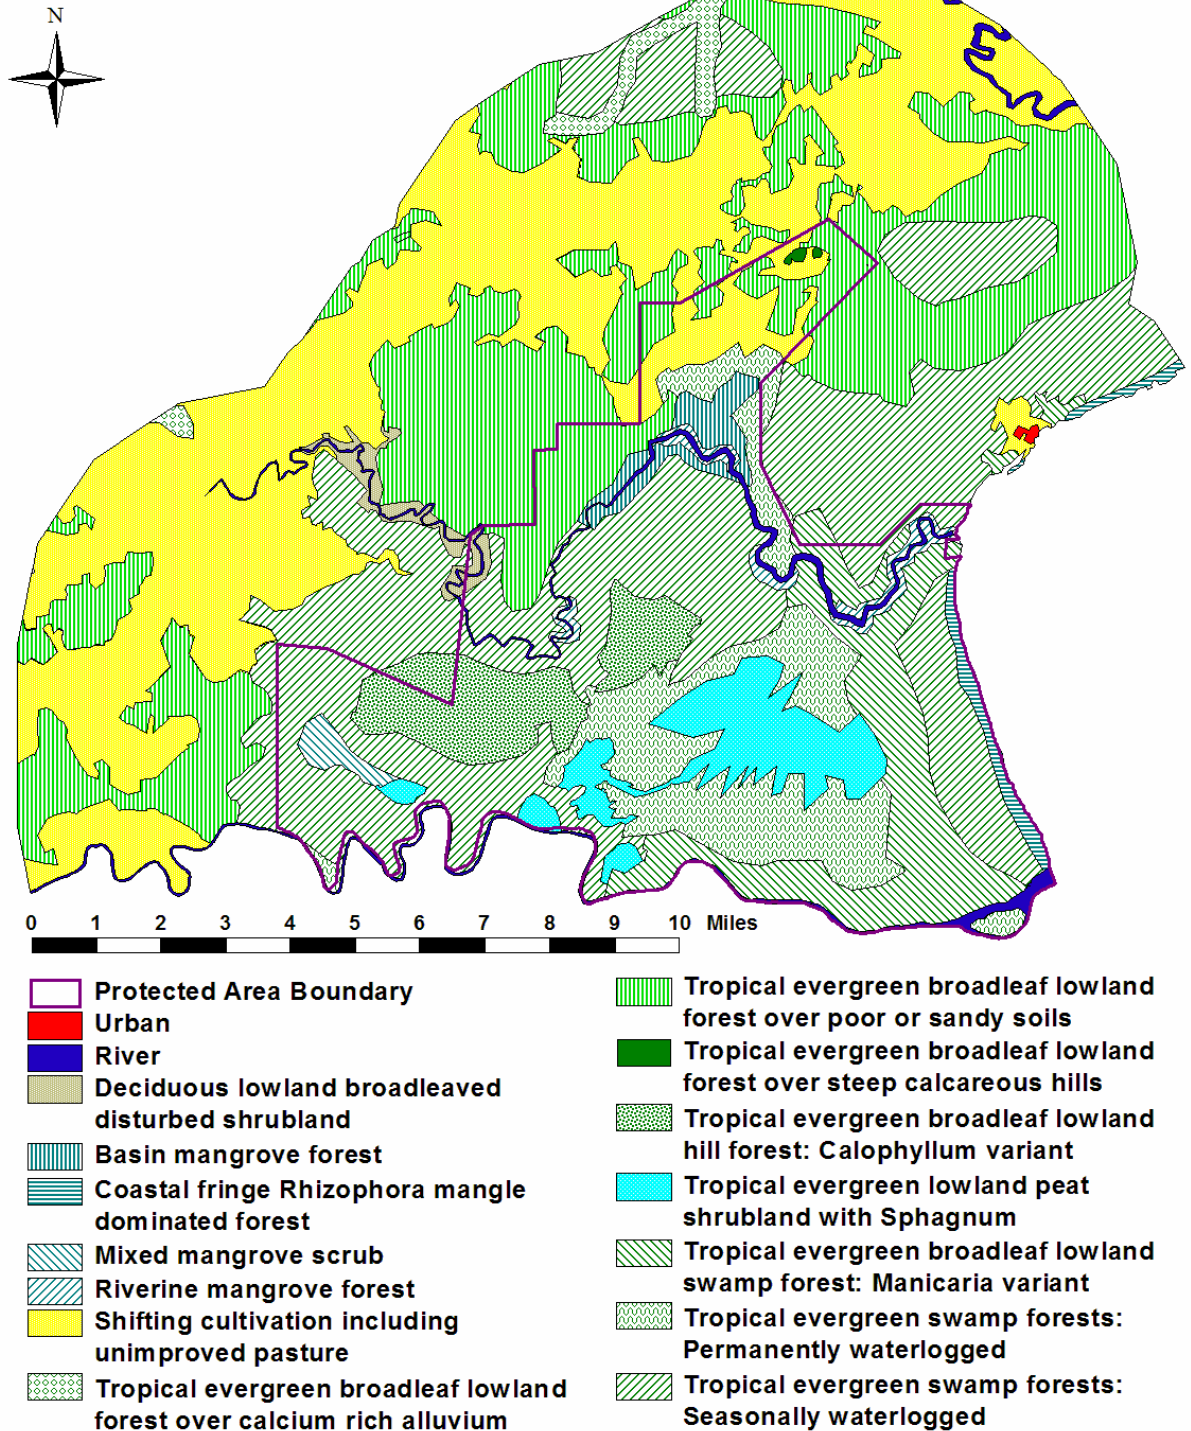 N
0 1 2 3 4 5 6 7 8 9 10 Miles
Protected Area Boundary
Urban
River
Deciduous lowland broadleaved
disturbed shrubland
Basin mangrove forest
Coastal fringe Rhizophora mangle
dominated forest
Mixed mangrove scrub
Riverine mangrove forest
Shifting cultivation including
unimproved pasture
Tropical evergreen broadleaf lowland
forest over calcium rich alluvium
Tropical evergreen broadleaf lowland
forest over poor or sandy soils
Tropical evergreen broadleaf lowland
forest over steep calcareous hills
Tropical evergreen broadleaf lowland
hill forest: Calophyllum variant
Tropical evergreen lowland peat
shrubland with Sphagnum
Tropical evergreen broadleaf lowland
swamp forest: Manicaria variant
Tropical evergreen swamp forests:
Permanently waterlogged
Tropical evergreen swamp forests:
Seasonally waterlogged